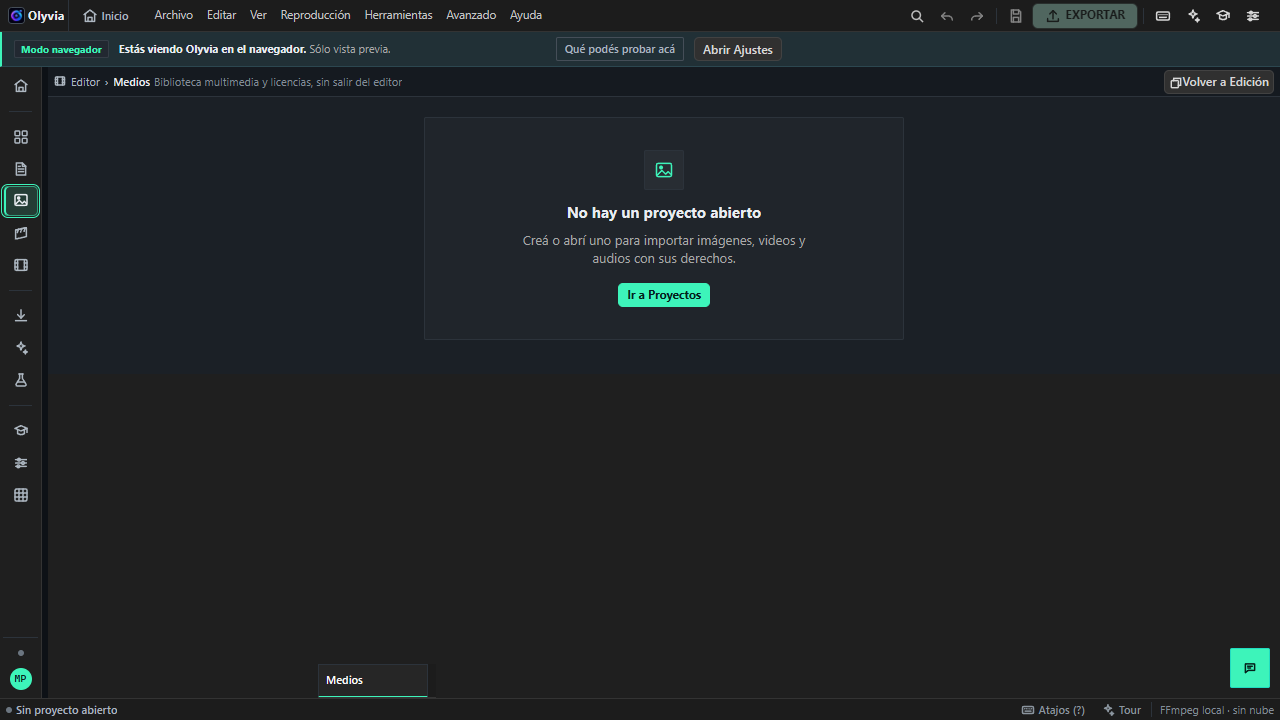 Olyvia
Inicio
Archivo Editar Ver Reproducción Herramientas Avanzado Ayuda
EXPORTAR
Modo navegador Estás viendo Olyvia en el navegador. Sólo vista previa.
Qué podés probar acá
Abrir Ajustes
Editor › Medios Biblioteca multimedia y licencias, sin salir del editor
Volver a Edición
No hay un proyecto abierto
Creá o abrí uno para importar imágenes, videos y
audios con sus derechos.
Ir a Proyectos
MP
Medios
Sin proyecto abierto
Atajos (?)
Tour
FFmpeg local · sin nube